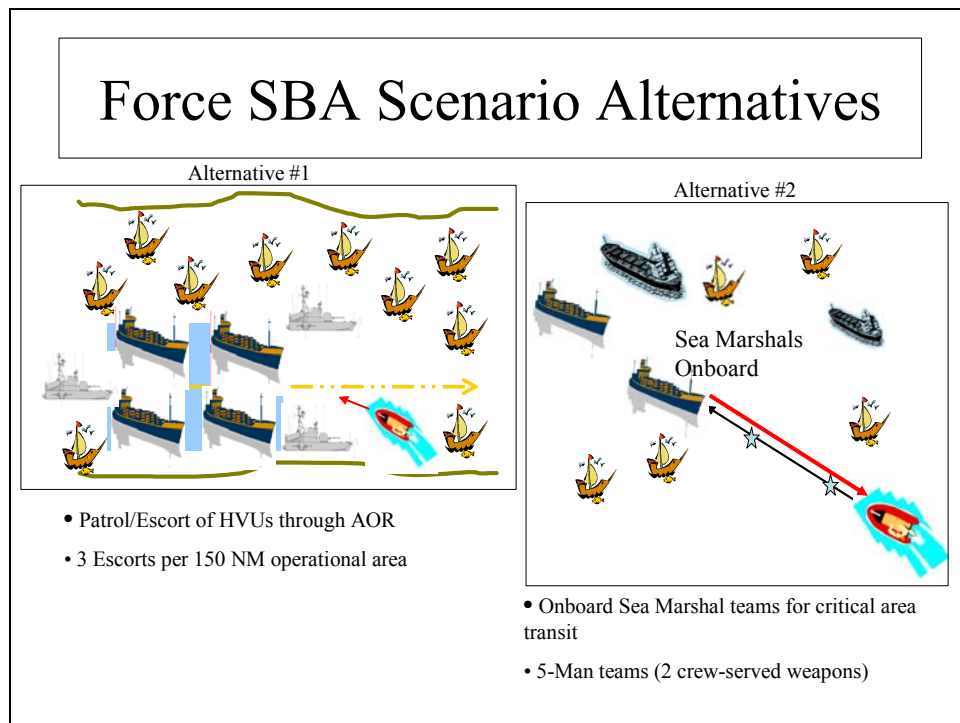 Force SBA Scenario Alternatives
Alternative #1
• Patrol/Escort of HVUs through AOR
• 3 Escorts per 150 NM operational area
Alternative #2
Sea Marshals
Onboard
• Onboard Sea Marshal teams for critical area
transit
• 5-Man teams (2 crew-served weapons)